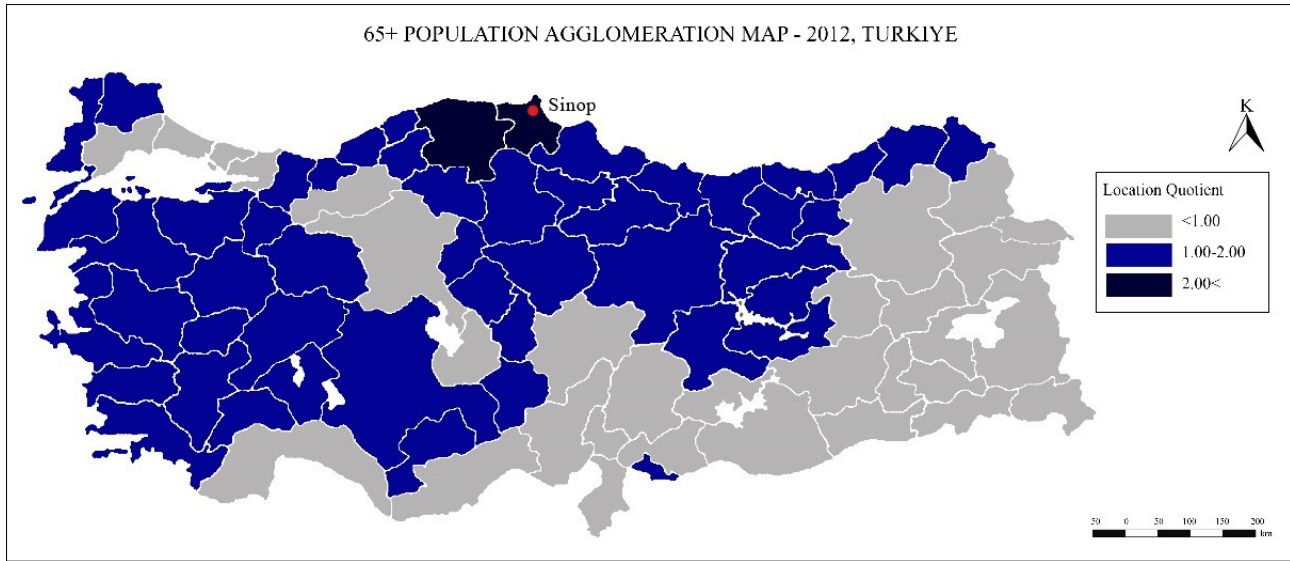 65+ POPULATION AGGLOMERATION MAP - 2012, TURKIYE
Sinop
K
Location Quotient
<1.00
1.00-2.00
2.00<
50 0 50 100 150 200
km